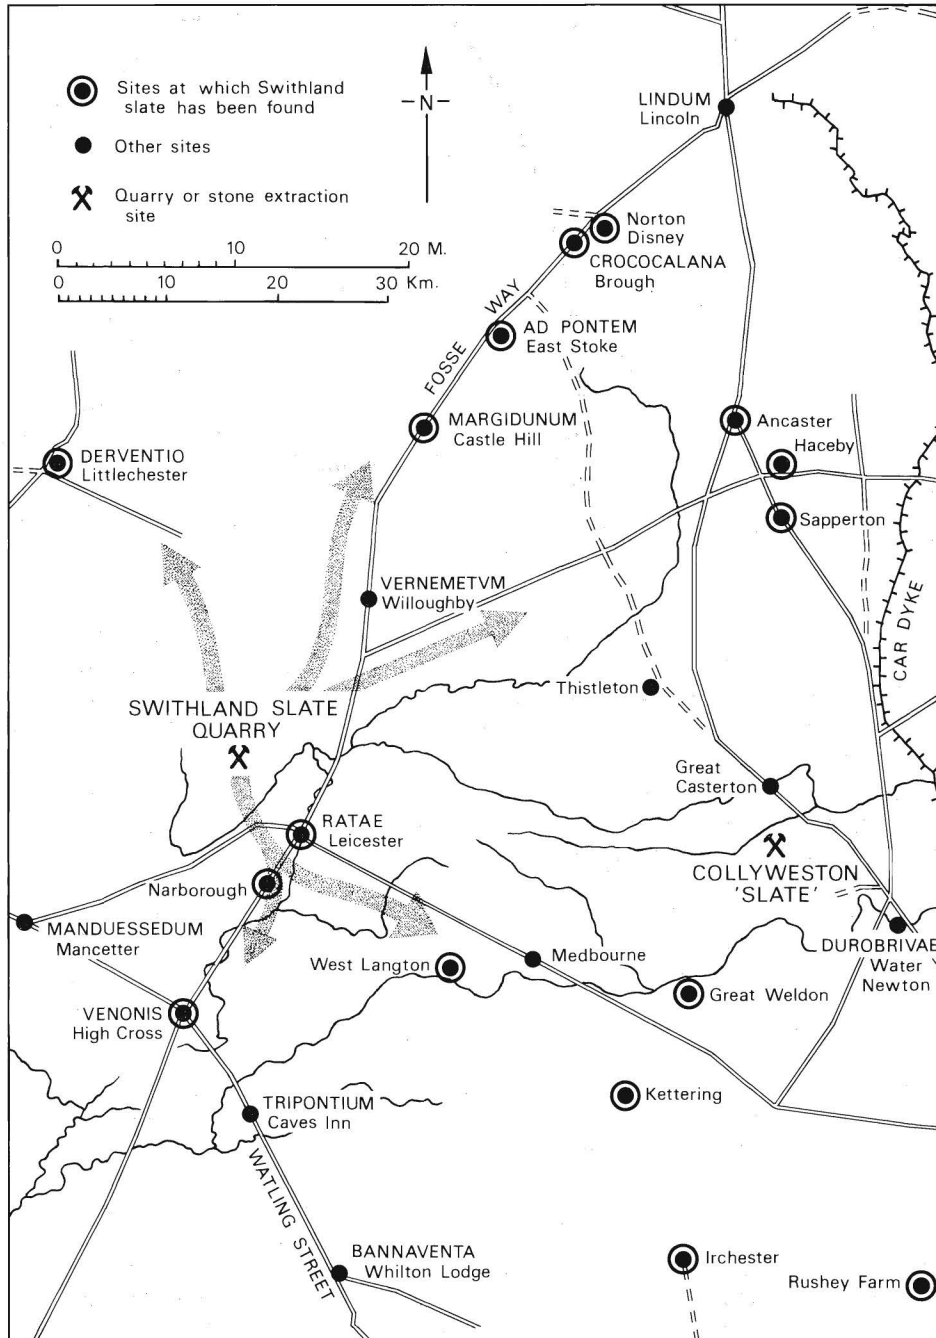 Sites at which Swithland
slate has been found
Other sites
Quarry or stone extraction
site
N
0 10 20 M.
0 10 20 30 Km.
LINDUM
Lincoln
Norton
Disney
CROCOCALANA
Brough
FOSSE WAY
AD PONTEM
East Stoke
MARGIDUNUM
Castle Hill
Ancaster
Haceby
DERVENTIO
Littlechester
Sapperton
VERNEMETVM
Willoughby
CAR DYKE
Thistleton
SWITHLAND SLATE
QUARRY
Great
Casterton
RATAE
Leicester
COLLYWESTON
'SLATE'
Narborough
MANDUESSEDUM
Mancetter
DUROBRIVAE
Water
Newton
West Langton
Medbourne
Great Weldon
VENONIS
High Cross
Kettering
TRIPONTIUM
Caves Inn
WATLING STREET
BANNAVENTA
Whilton Lodge
Irchester
Rushey Farm